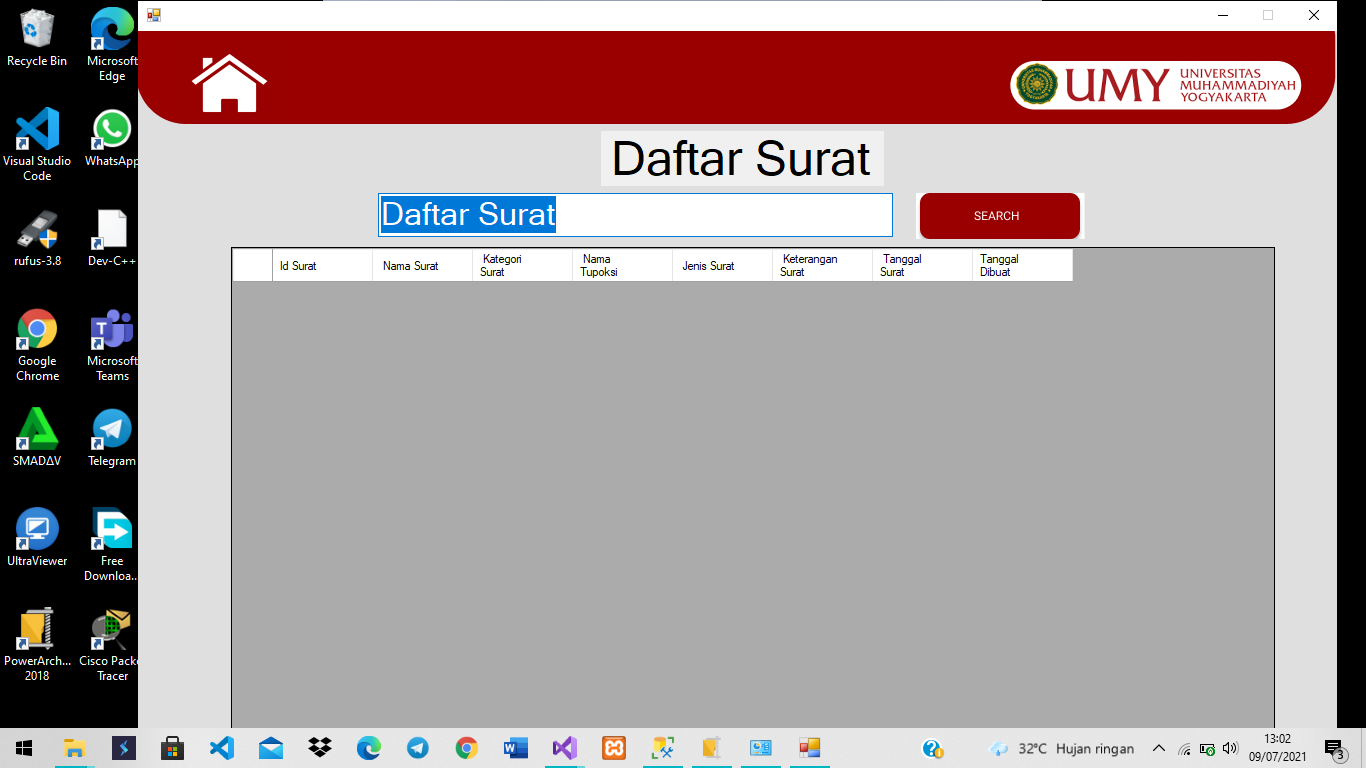 Recycle Bin
Microsoft
Edge
Visual Studio
Code
WhatsApp
rufus-3.8
Dev-C++
Google
Chrome
Microsoft
Teams
SMADΔV
Telegram
UltraViewer
Free
Downloa...
PowerArch...
2018
Cisco Packe
Tracer
UMY
UNIVERSITAS
MUHAMMADIYAH
YOGYAKARTA
Daftar Surat
Daftar Surat
SEARCH
Id Surat
Nama Surat
Kategori
Surat
Nama
Tupoksi
Jenis Surat
Keterangan
Surat
Tanggal
Surat
Tanggal
Dibuat
32°C Hujan ringan
13:02
09/07/2021
3